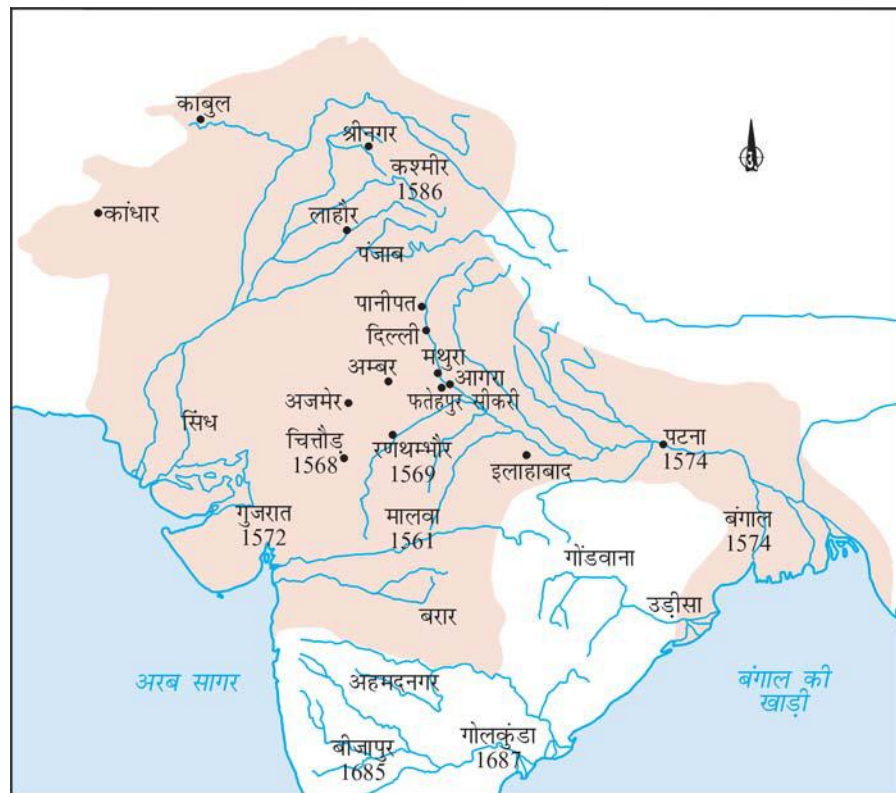 काबुल
श्रीनगर
कश्मीर
1586
कांधार
लाहौर
पंजाब
पानीपत
दिल्ली
मथुरा
अम्बर
आगरा
अजमेर
फतेहपुर सीकरी
सिंध
चित्तौड़
1568
रणथम्भौर
1569
इलाहाबाद
पटना
1574
गुजरात
1572
मालवा
1561
बंगाल
1574
गोंडवाना
उड़ीसा
बरार
अरब सागर
अहमदनगर
बंगाल की
खाड़ी
बीजापुर
1685
गोलकुंडा
1687